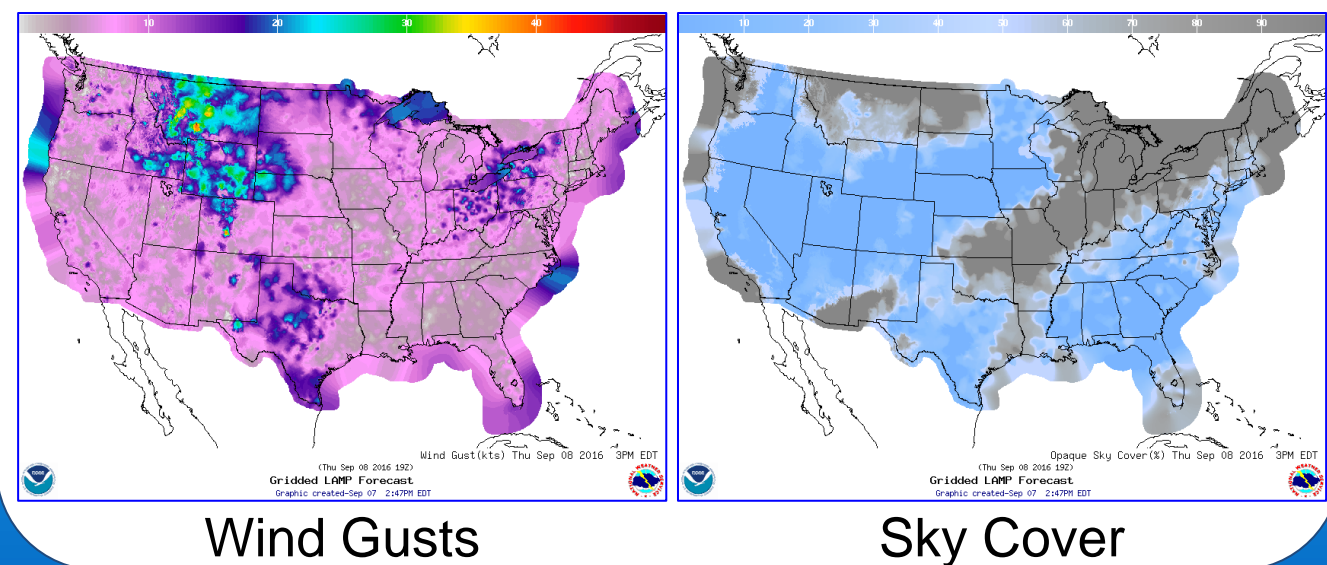 10 20 30 40
10 20 30 40 50 60 70 80 90
Wind Gust(kts) Thu Sep 08 2016 3PM EDT
(Thu Sep 08 2016 19Z)
Gridded LAMP Forecast
Graphic created-Sep 07 2:47PM EDT
Opaque Sky Cover(%) Thu Sep 08 2016 3PM EDT
(Thu Sep 08 2016 19Z)
Gridded LAMP Forecast
Graphic created-Sep 07 2:47PM EDT
Wind Gusts
Sky Cover